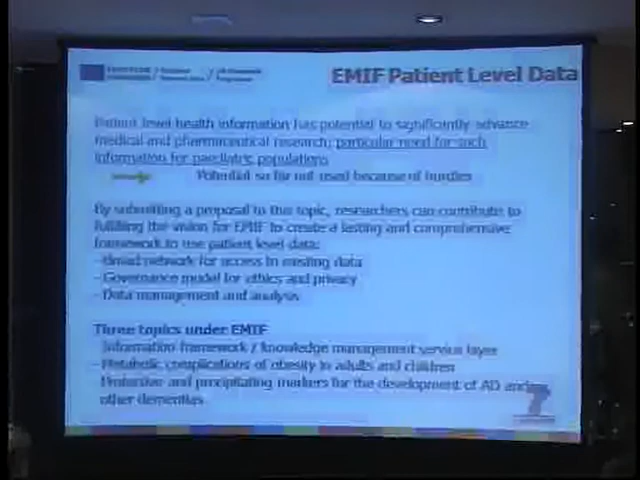 EMIF Patient Level Data
Patient level health information has potential to significantly advance
medical and pharmaceutical research; particular need for such
information for paediatric populations
Potential so far not used because of hurdles
By submitting a proposal to this topic, researchers can contribute to
fulfilling the vision for EMIF to create a lasting and comprehensive
framework to use patient level data:
- Broad network for access to existing data
- Governance model for ethics and privacy
- Data management and analysis
Three topics under EMIF
Information framework / knowledge management service layer
- Metabolic complications of obesity in adults and children
Protective and precipitating markers for the development of AD and
other dementias